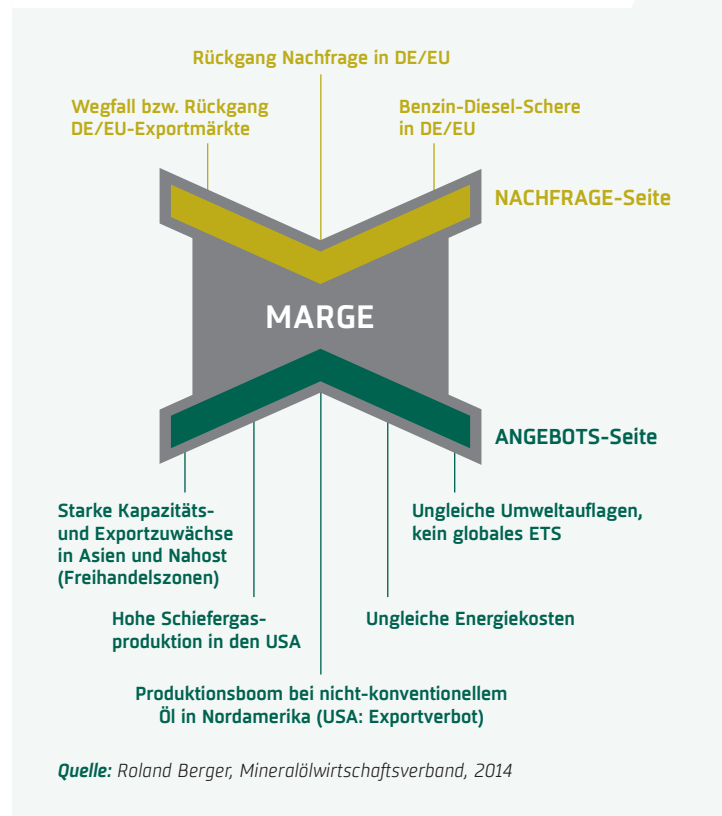 Rückgang Nachfrage in DE/EU
Wegfall bzw. Rückgang
DE/EU-Exportmärkte
Benzin-Diesel-Schere
in DE/EU
NACHFRAGE-Seite
MARGE
ANGEBOTS-Seite
Starke Kapazitäts-
und Exportzuwächse
in Asien und Nahost
(Freihandelszonen)
Ungleiche Umweltauflagen,
kein globales ETS
Hohe Schiefergas-
produktion in den USA
Ungleiche Energiekosten
Produktionsboom bei nicht-konventionellem
Öl in Nordamerika (USA: Exportverbot)
Quelle: Roland Berger, Mineralölwirtschaftsverband, 2014